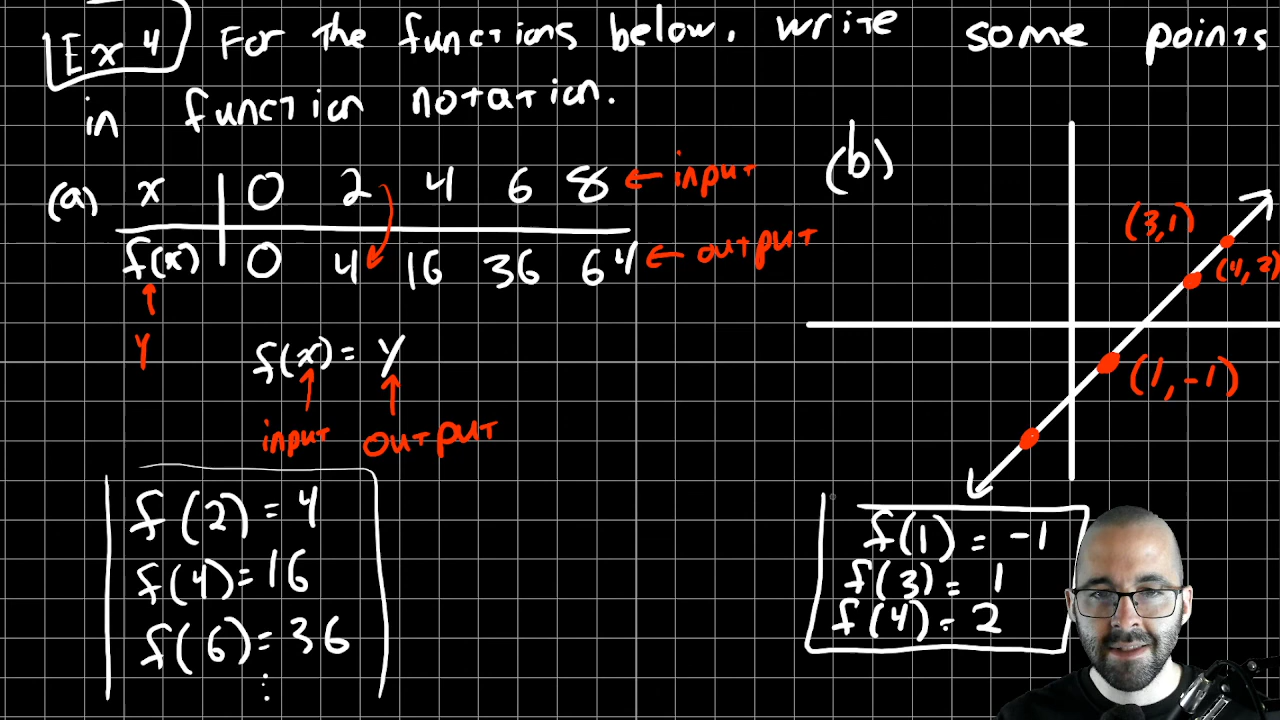 Ex 4 For the functions below, write some points
in function notation.
(a) x 0 2 4 6 8 ← input
f(x) 0 4 16 36 64 ← output
Y
f(x) = y
input output
f(2) = 4
f(4) = 16
f(6) = 36
⋮
(b)
(3,1)
(4, 2)
(1, -1)
f(1) = -1
f(3) = 1
f(4) = 2